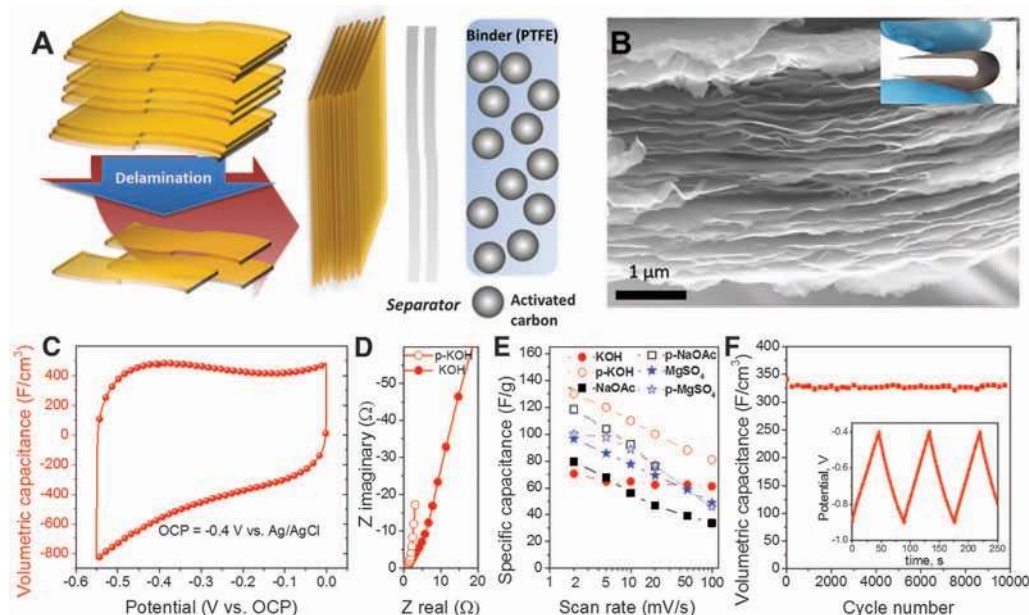 A
Delamination
Separator
Binder (PTFE)
Activated
carbon
B
1 μm
C
Volumetric capacitance (F/cm³)
400
200
0
-200
-400
-600
-800
OCP = -0.4 V vs. Ag/AgCl
-0.6 -0.5 -0.4 -0.3 -0.2 -0.1 0.0
Potential (V vs. OCP)
D
p-KOH
KOH
Z imaginary (Ω)
-50
-40
-30
-20
-10
0
0 5 10 15 20
Z real (Ω)
E
Specific capacitance (F/g)
160
140
120
100
80
60
40
20
0
KOH
p-KOH
NaOAc
p-NaOAc
MgSO₄
p-MgSO₄
2 5 10 20 50 100
Scan rate (mV/s)
F
Volumetric capacitance (F/cm³)
400
350
300
250
200
150
100
50
0
0 2000 4000 6000 8000 10000
Cycle number
Potential, V
-0.4
-0.6
-0.8
0 50 100 150 200 250
time, s